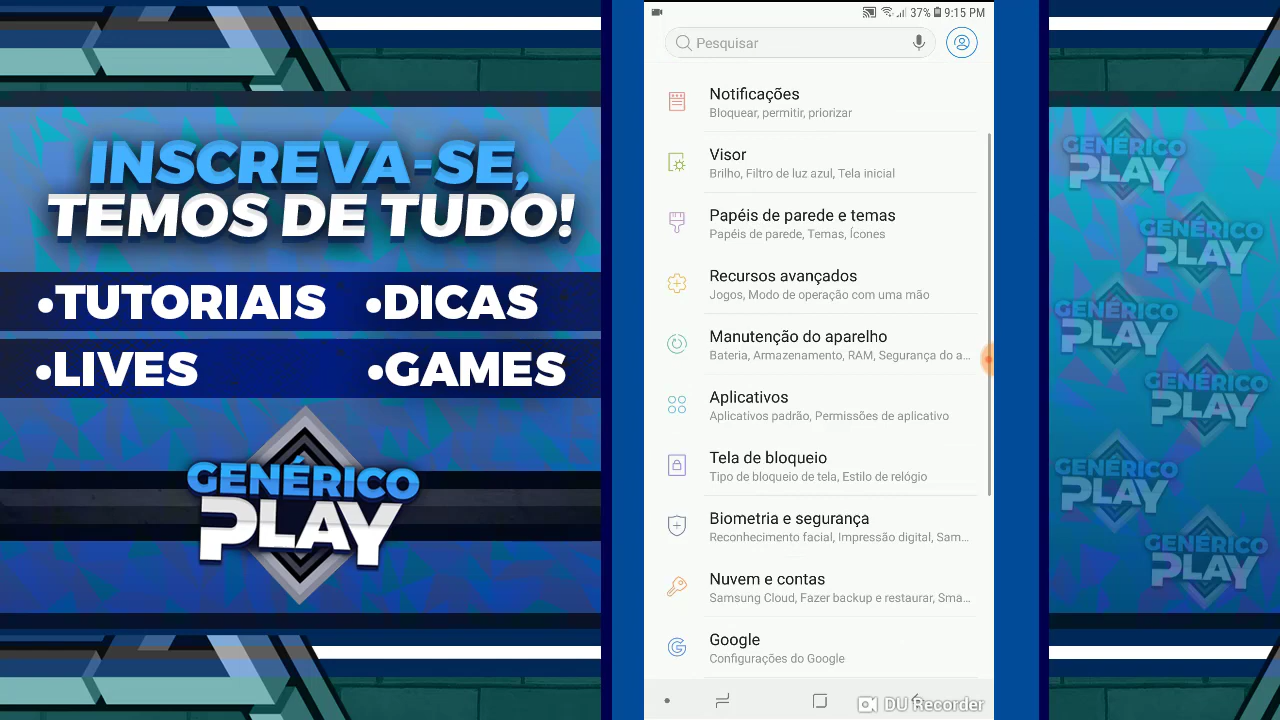 INSCREVA-SE,
TEMOS DE TUDO!
•TUTORIAIS •DICAS
•LIVES •GAMES
GENÉRICO
PLAY
37% 9:15 PM
Pesquisar
Notificações
Bloquear, permitir, priorizar
Visor
Brilho, Filtro de luz azul, Tela inicial
Papéis de parede e temas
Papéis de parede, Temas, Ícones
Recursos avançados
Jogos, Modo de operação com uma mão
Manutenção do aparelho
Bateria, Armazenamento, RAM, Segurança do a...
Aplicativos
Aplicativos padrão, Permissões de aplicativo
Tela de bloqueio
Tipo de bloqueio de tela, Estilo de relógio
Biometria e segurança
Reconhecimento facial, Impressão digital, Sam...
Nuvem e contas
Samsung Cloud, Fazer backup e restaurar, Sma...
Google
Configurações do Google
DU Recorder
GENÉRICO
PLAY
GENÉRICO
PLAY
GENÉRICO
PLAY
GENÉRICO
PLAY
GENÉRICO
PLAY
GENÉRICO
PLAY